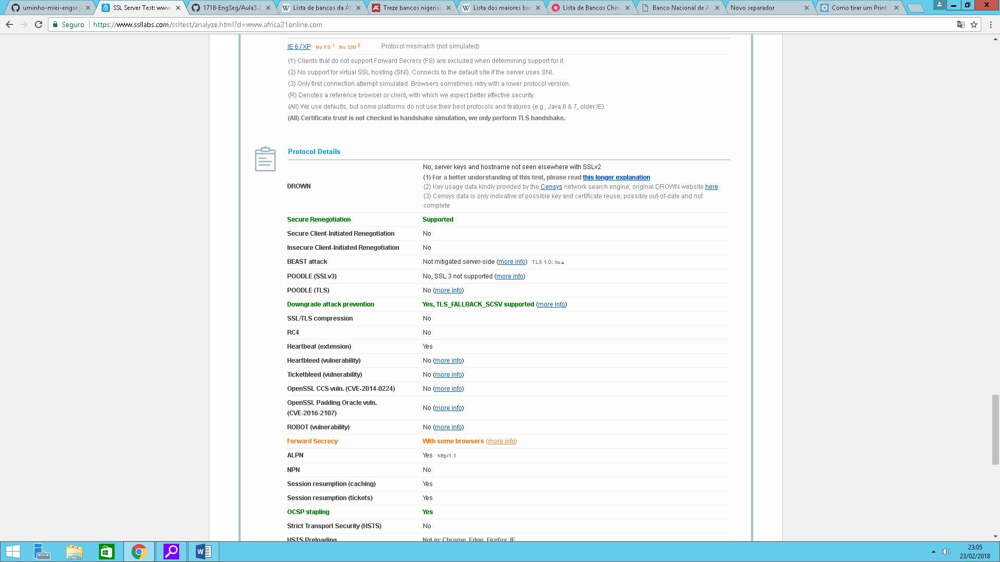 uminho-miei-engseg
SSL Server Test: www
1718-EngSeg/Aula3.2
Lista de bancos da Áf
Treze bancos nigerian
Lista dos maiores ban
Lista de Bancos Chin
Banco Nacional de A
Novo separador
Como tirar um Print
Seguro
https://www.ssllabs.com/ssltest/analyze.html?d=www.africa21online.com
IE 6 / XP No FS 1 No SNI 2 Protocol mismatch (not simulated)
(1) Clients that do not support Forward Secrecy (FS) are excluded when determining support for it.
(2) No support for virtual SSL hosting (SNI). Connects to the default site if the server uses SNI.
(3) Only first connection attempt simulated. Browsers sometimes retry with a lower protocol version.
(R) Denotes a reference browser or client, with which we expect better effective security.
(All) We use defaults, but some platforms do not use their best protocols and features (e.g., Java 6 & 7, older IE).
(All) Certificate trust is not checked in handshake simulation, we only perform TLS handshake.
Protocol Details
DROWN
No, server keys and hostname not seen elsewhere with SSLv2
(1) For a better understanding of this test, please read this longer explanation
(2) Key usage data kindly provided by the Censys network search engine; original DROWN website here
(3) Censys data is only indicative of possible key and certificate reuse; possibly out-of-date and not
complete
Secure Renegotiation Supported
Secure Client-Initiated Renegotiation No
Insecure Client-Initiated Renegotiation No
BEAST attack Not mitigated server-side (more info) TLS 1.0: 0xa
POODLE (SSLv3) No, SSL 3 not supported (more info)
POODLE (TLS) No (more info)
Downgrade attack prevention Yes, TLS_FALLBACK_SCSV supported (more info)
SSL/TLS compression No
RC4 No
Heartbeat (extension) Yes
Heartbleed (vulnerability) No (more info)
Ticketbleed (vulnerability) No (more info)
OpenSSL CCS vuln. (CVE-2014-0224) No (more info)
OpenSSL Padding Oracle vuln.
(CVE-2016-2107) No (more info)
ROBOT (vulnerability) No (more info)
Forward Secrecy With some browsers (more info)
ALPN Yes http/1.1
NPN No
Session resumption (caching) Yes
Session resumption (tickets) Yes
OCSP stapling Yes
Strict Transport Security (HSTS) No
HSTS Preloading Not in: Chrome Edge Firefox IE
23:05
23/02/2018